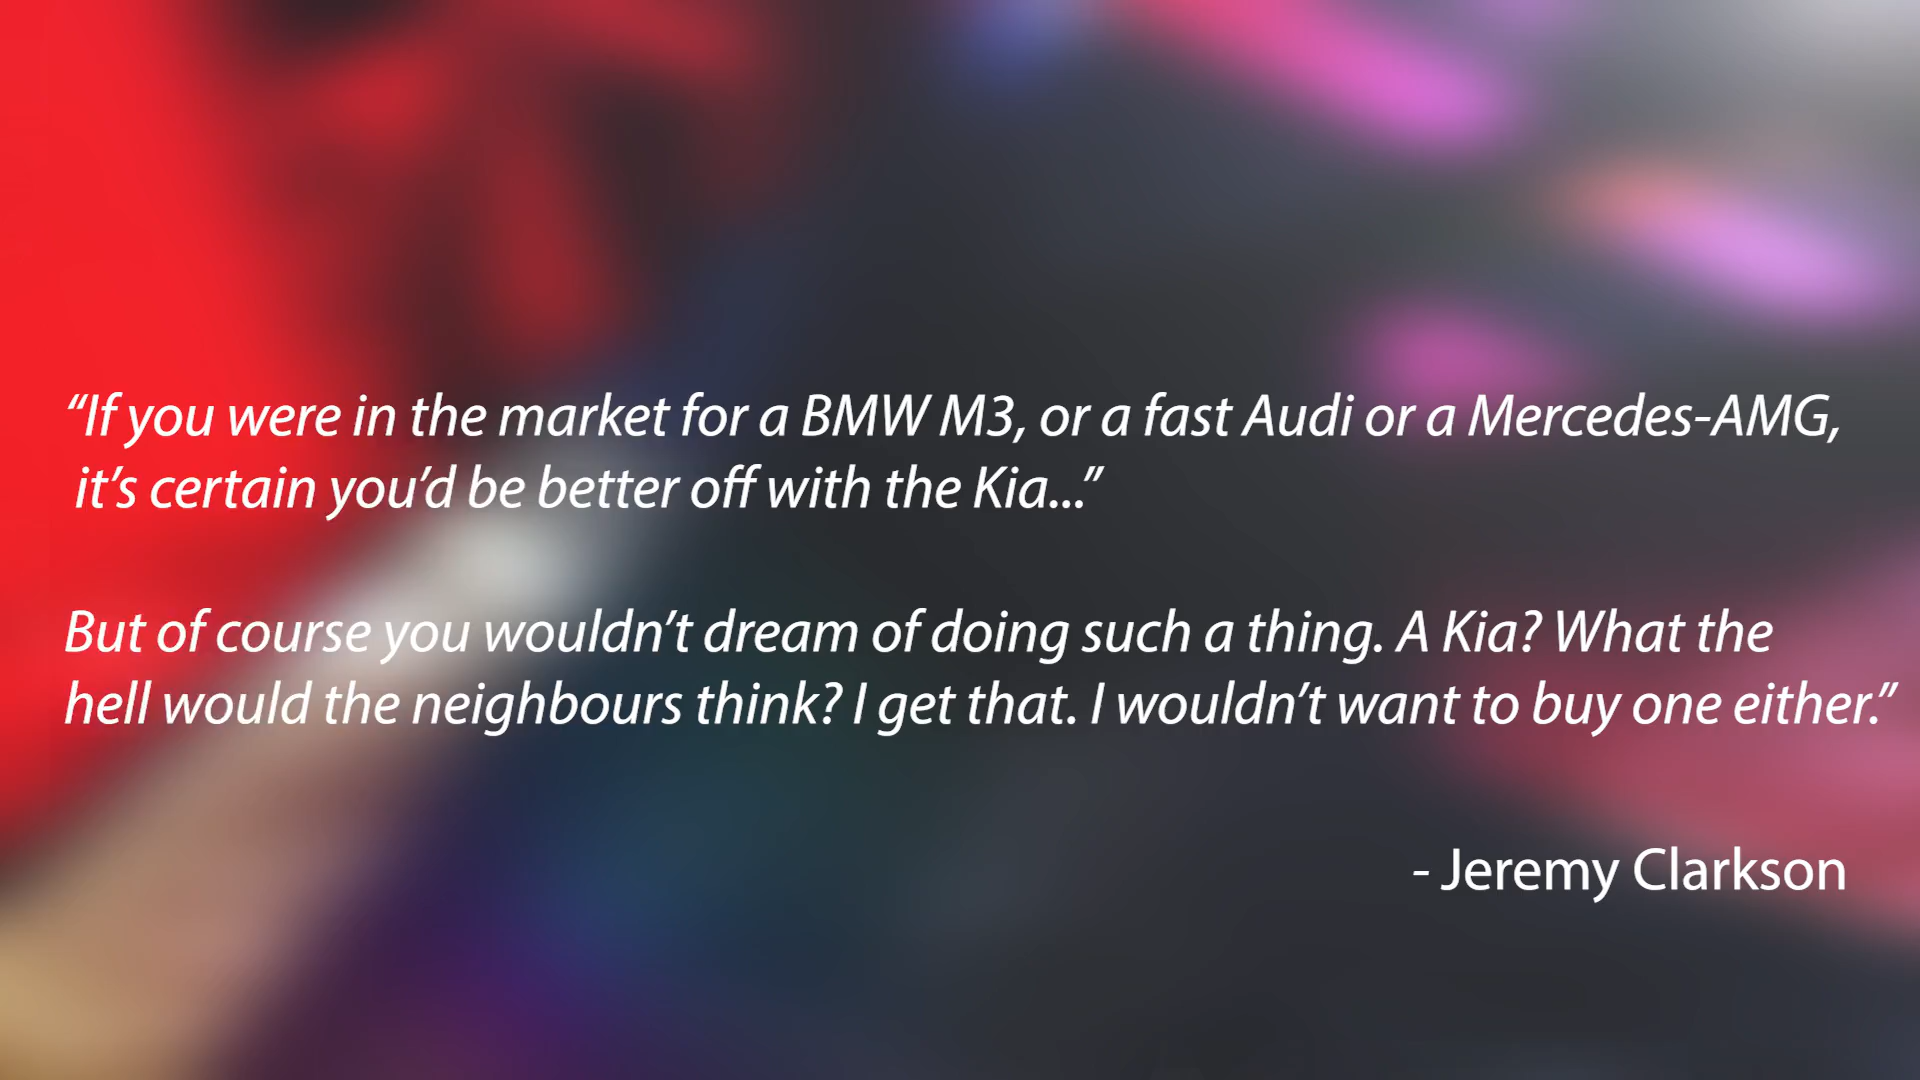 “If you were in the market for a BMW M3, or a fast Audi or a Mercedes-AMG,
it’s certain you’d be better off with the Kia...”
But of course you wouldn’t dream of doing such a thing. A Kia? What the
hell would the neighbours think? I get that. I wouldn’t want to buy one either.”
- Jeremy Clarkson